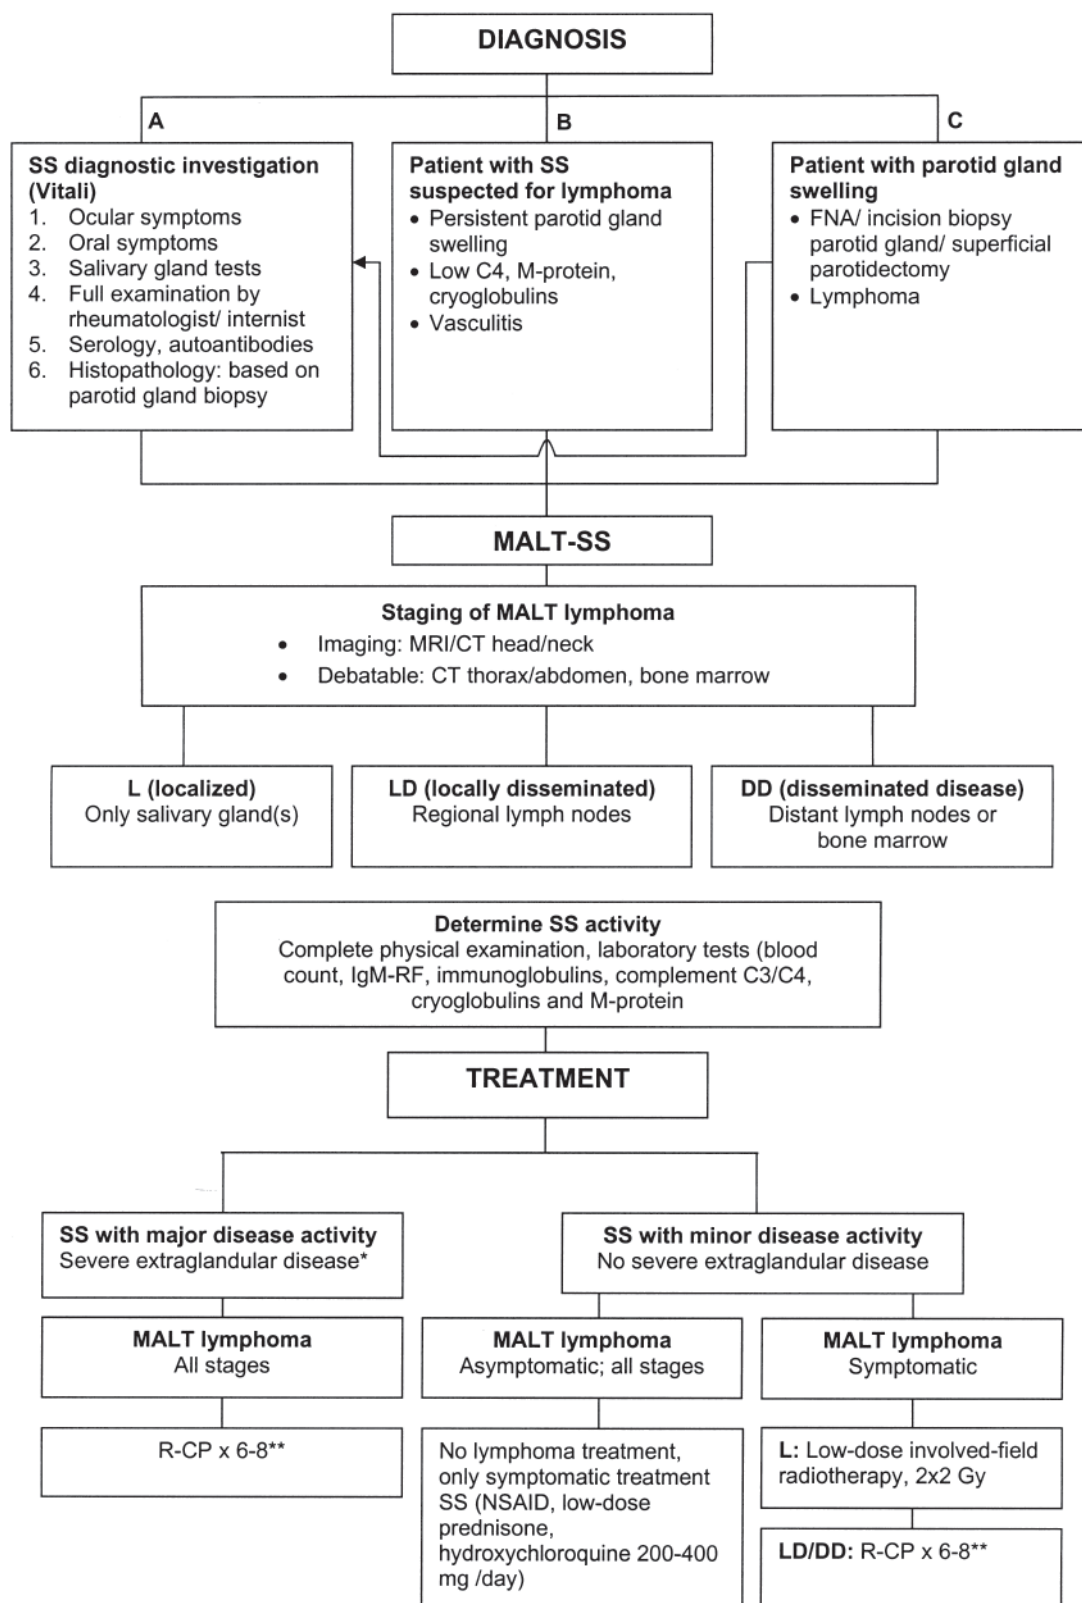 DIAGNOSIS
A
B
C
SS diagnostic investigation
(Vitali)
1. Ocular symptoms
2. Oral symptoms
3. Salivary gland tests
4. Full examination by
rheumatologist/ internist
5. Serology, autoantibodies
6. Histopathology: based on
parotid gland biopsy
Patient with SS
suspected for lymphoma
• Persistent parotid gland
swelling
• Low C4, M-protein,
cryoglobulins
• Vasculitis
Patient with parotid gland
swelling
• FNA/ incision biopsy
parotid gland/ superficial
parotidectomy
• Lymphoma
MALT-SS
Staging of MALT lymphoma
• Imaging: MRI/CT head/neck
• Debatable: CT thorax/abdomen, bone marrow
L (localized)
Only salivary gland(s)
LD (locally disseminated)
Regional lymph nodes
DD (disseminated disease)
Distant lymph nodes or
bone marrow
Determine SS activity
Complete physical examination, laboratory tests (blood
count, IgM-RF, immunoglobulins, complement C3/C4,
cryoglobulins and M-protein
TREATMENT
SS with major disease activity
Severe extraglandular disease*
SS with minor disease activity
No severe extraglandular disease
MALT lymphoma
All stages
MALT lymphoma
Asymptomatic; all stages
MALT lymphoma
Symptomatic
R-CP x 6-8**
No lymphoma treatment,
only symptomatic treatment
SS (NSAID, low-dose
prednisone,
hydroxychloroquine 200-400
mg /day)
L: Low-dose involved-field
radiotherapy, 2x2 Gy
LD/DD: R-CP x 6-8**